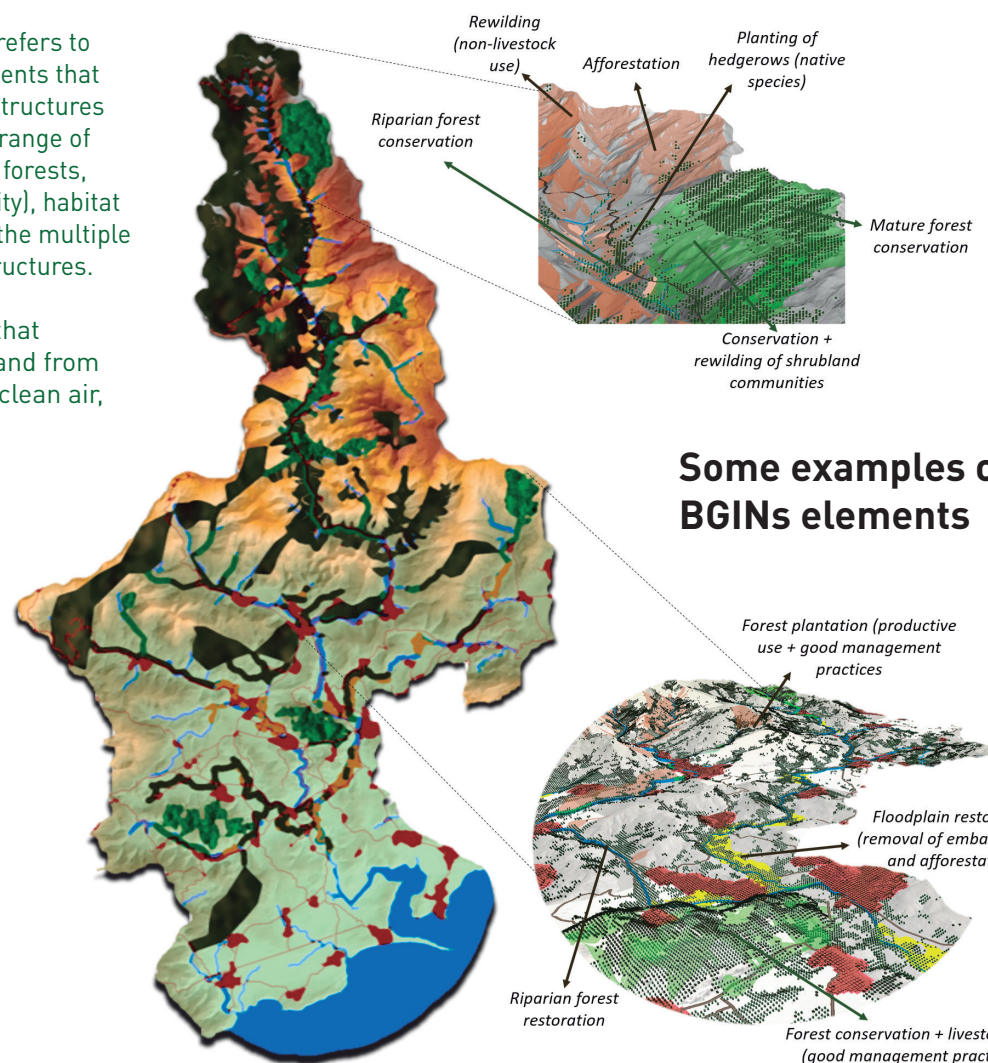 refers to
ents that
tructures
range of
forests,
ity), habitat
the multiple
ructures.
that
and from
clean air,
Rewilding
(non-livestock
use)
Afforestation
Planting of
hedgerows (native
species)
Riparian forest
conservation
Mature forest
conservation
Conservation +
rewilding of shrubland
communities
Some examples o
BGINs elements
Forest plantation (productive
use + good management
practices
Floodplain resto
(removal of emba
and afforesta
Riparian forest
restoration
Forest conservation + livesto
(good management pract